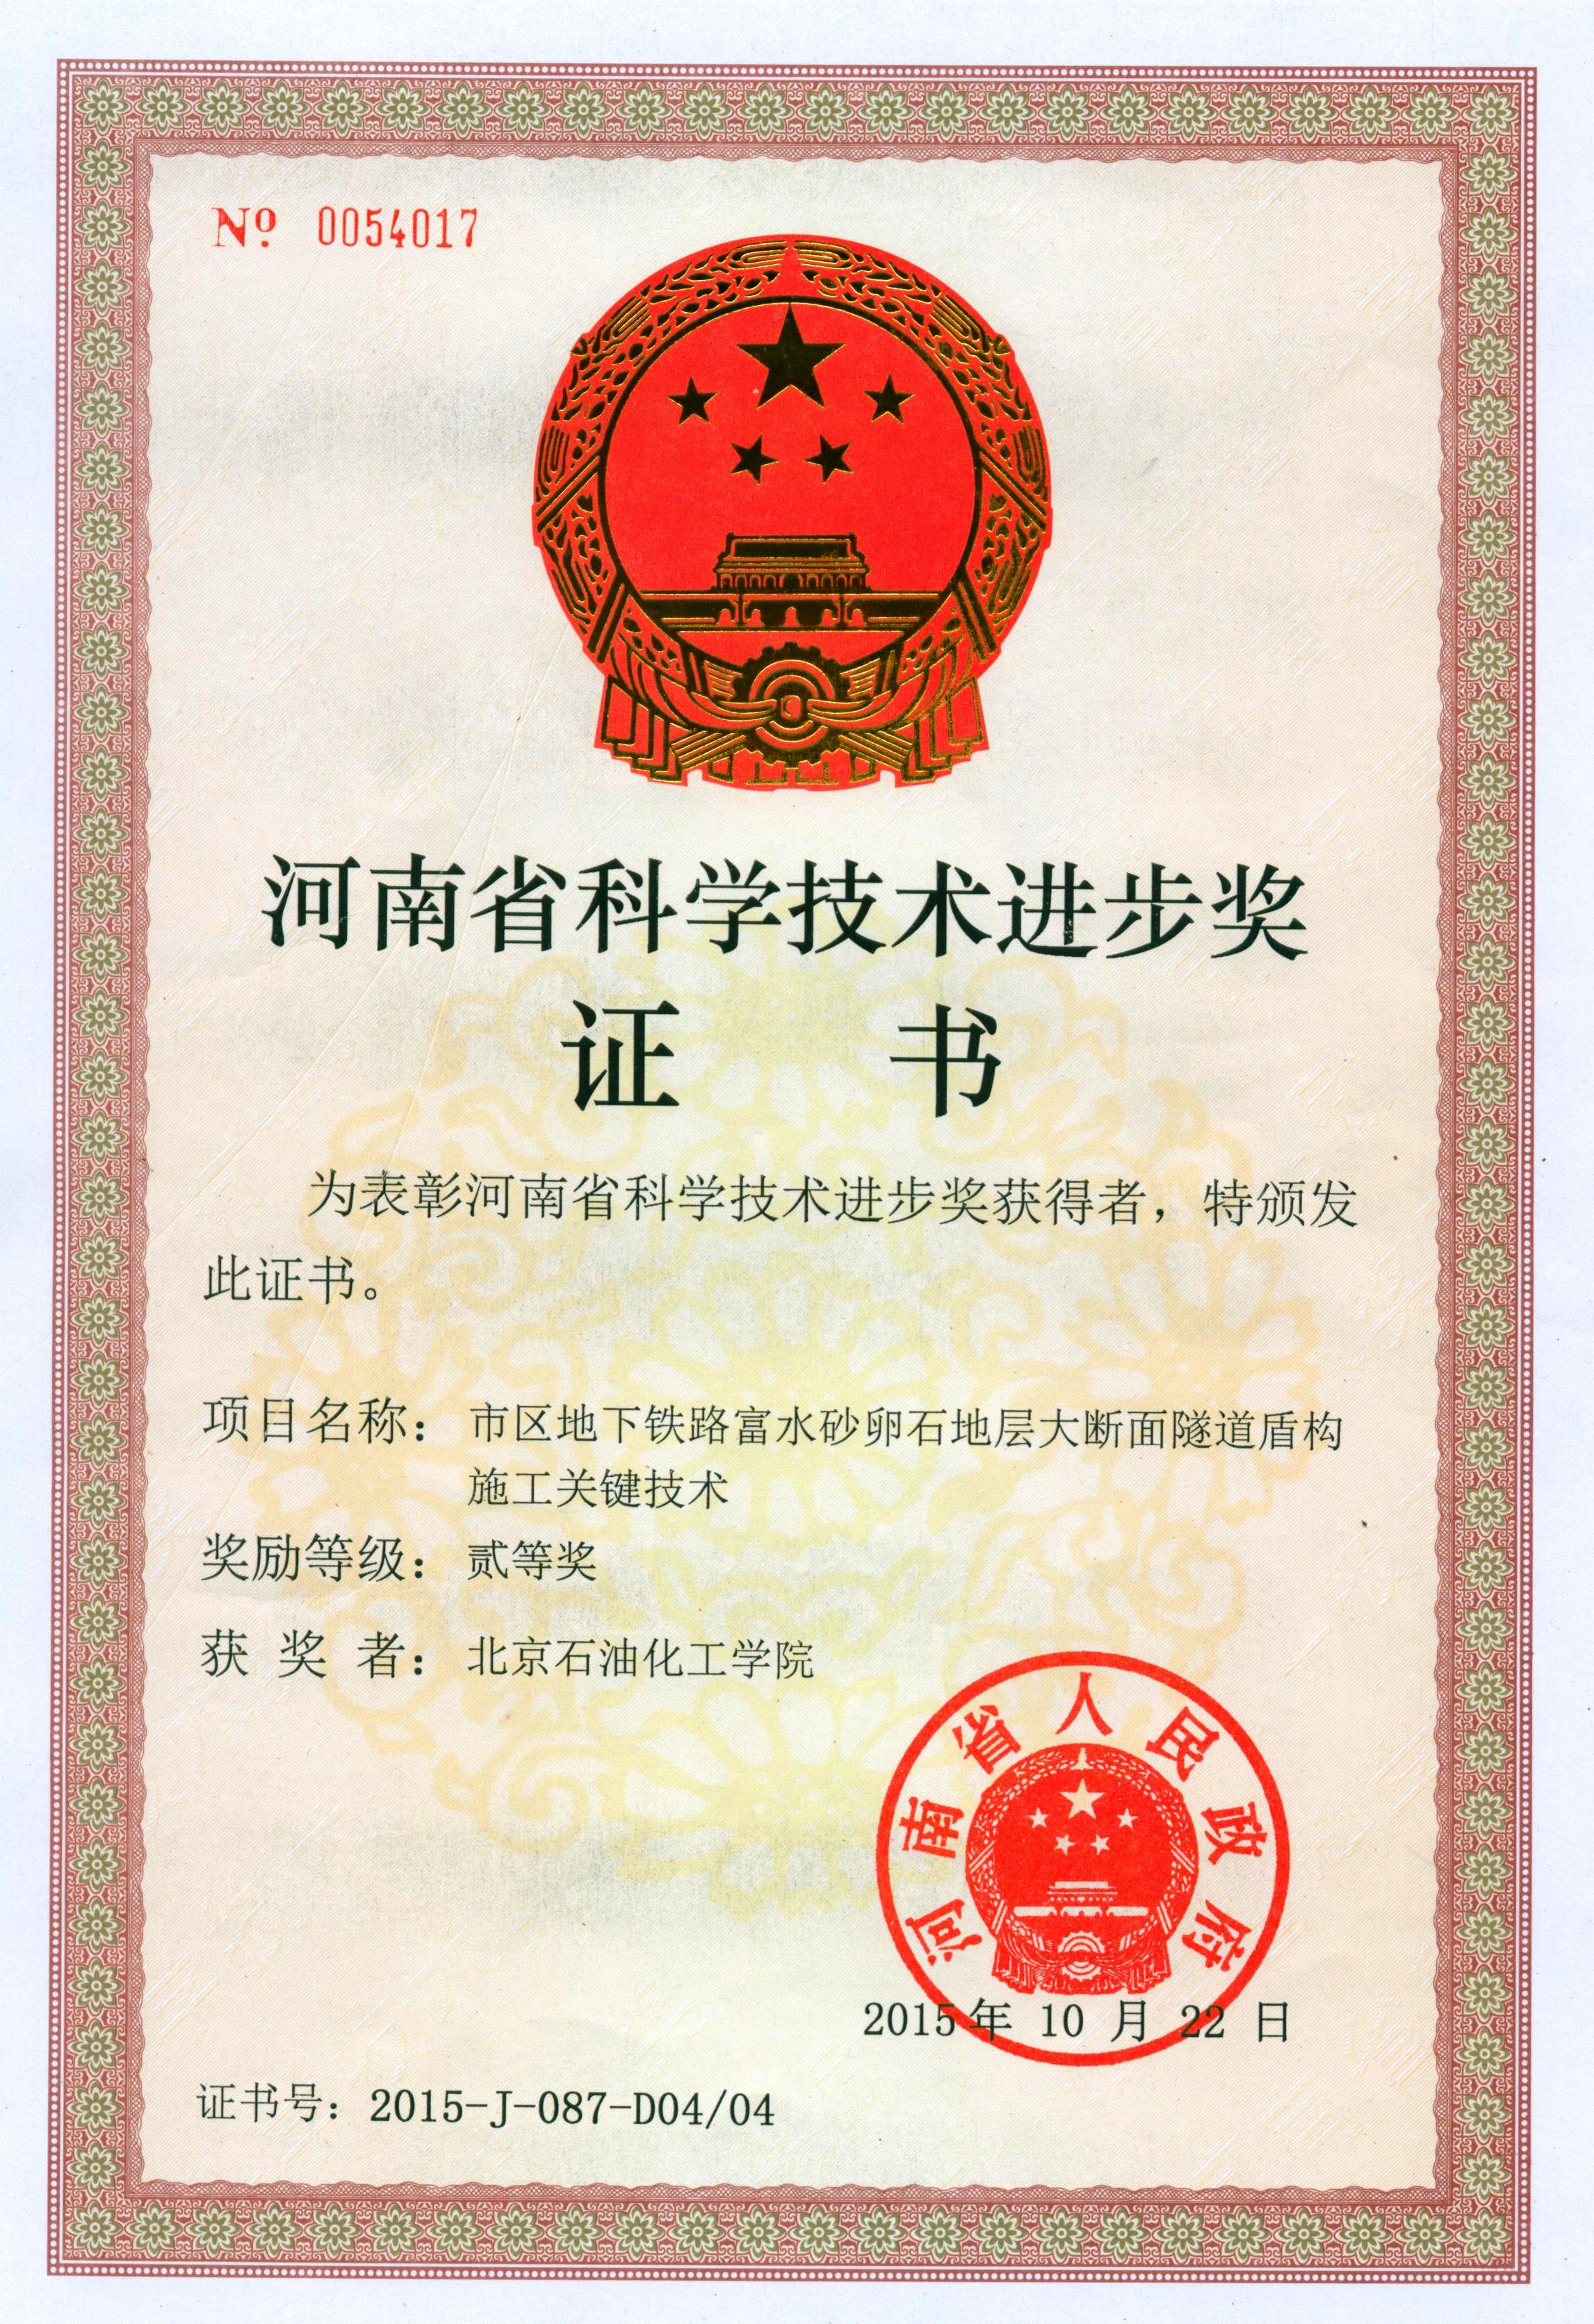 Nº 0054017
河南省科学技术进步奖
证 书
为表彰河南省科学技术进步奖获得者，特颁发
此证书。
项目名称：市区地下铁路富水砂卵石地层大断面隧道盾构
施工关键技术
奖励等级：贰等奖
获 奖 者：北京石油化工学院
河南省人民政府
2015年 10 月 22 日
证书号：2015-J-087-D04/04